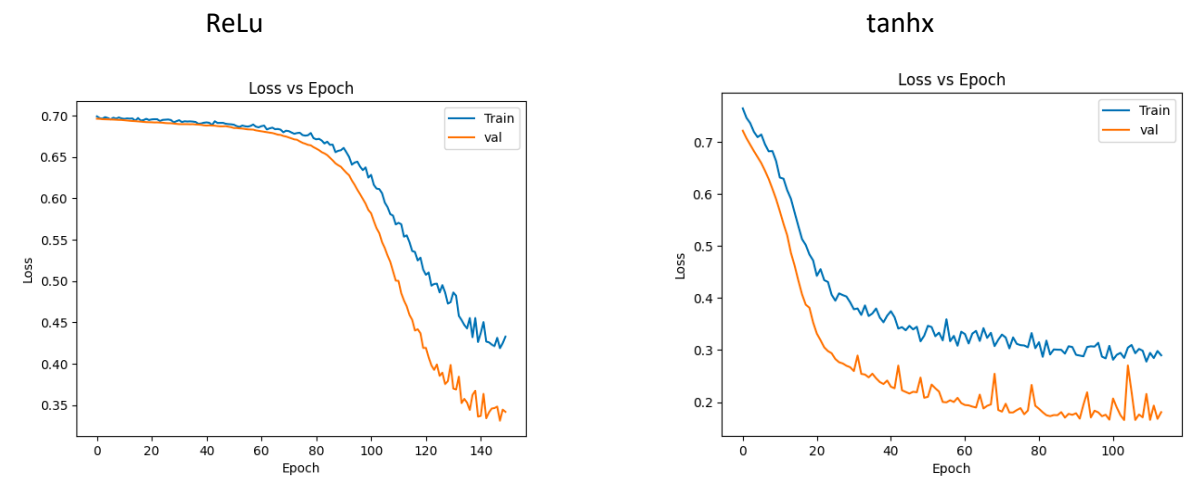 ReLu
tanhx
Loss vs Epoch
Train
val
0.70
0.65
0.60
0.55
0.50
0.45
0.40
0.35
Loss
0 20 40 60 80 100 120 140
Epoch
Loss vs Epoch
Train
val
0.7
0.6
0.5
0.4
0.3
0.2
Loss
0 20 40 60 80 100
Epoch